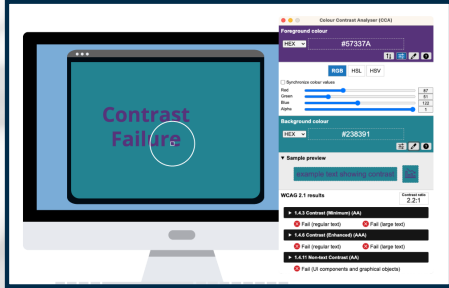 Contrast
Failure
Colour Contrast Analyser (CCA)
Foreground colour
HEX
#57337A
RGB HSL HSV
Synchronize colour values
Red 87
Green 51
Blue 122
Alpha 1
Background colour
HEX
#238391
Sample preview
example text showing contrast
WCAG 2.1 results
Contrast ratio
2.2:1
1.4.3 Contrast (Minimum) (AA)
Fail (regular text) Fail (large text)
1.4.6 Contrast (Enhanced) (AAA)
Fail (regular text) Fail (large text)
1.4.11 Non-text Contrast (AA)
Fail (UI components and graphical objects)